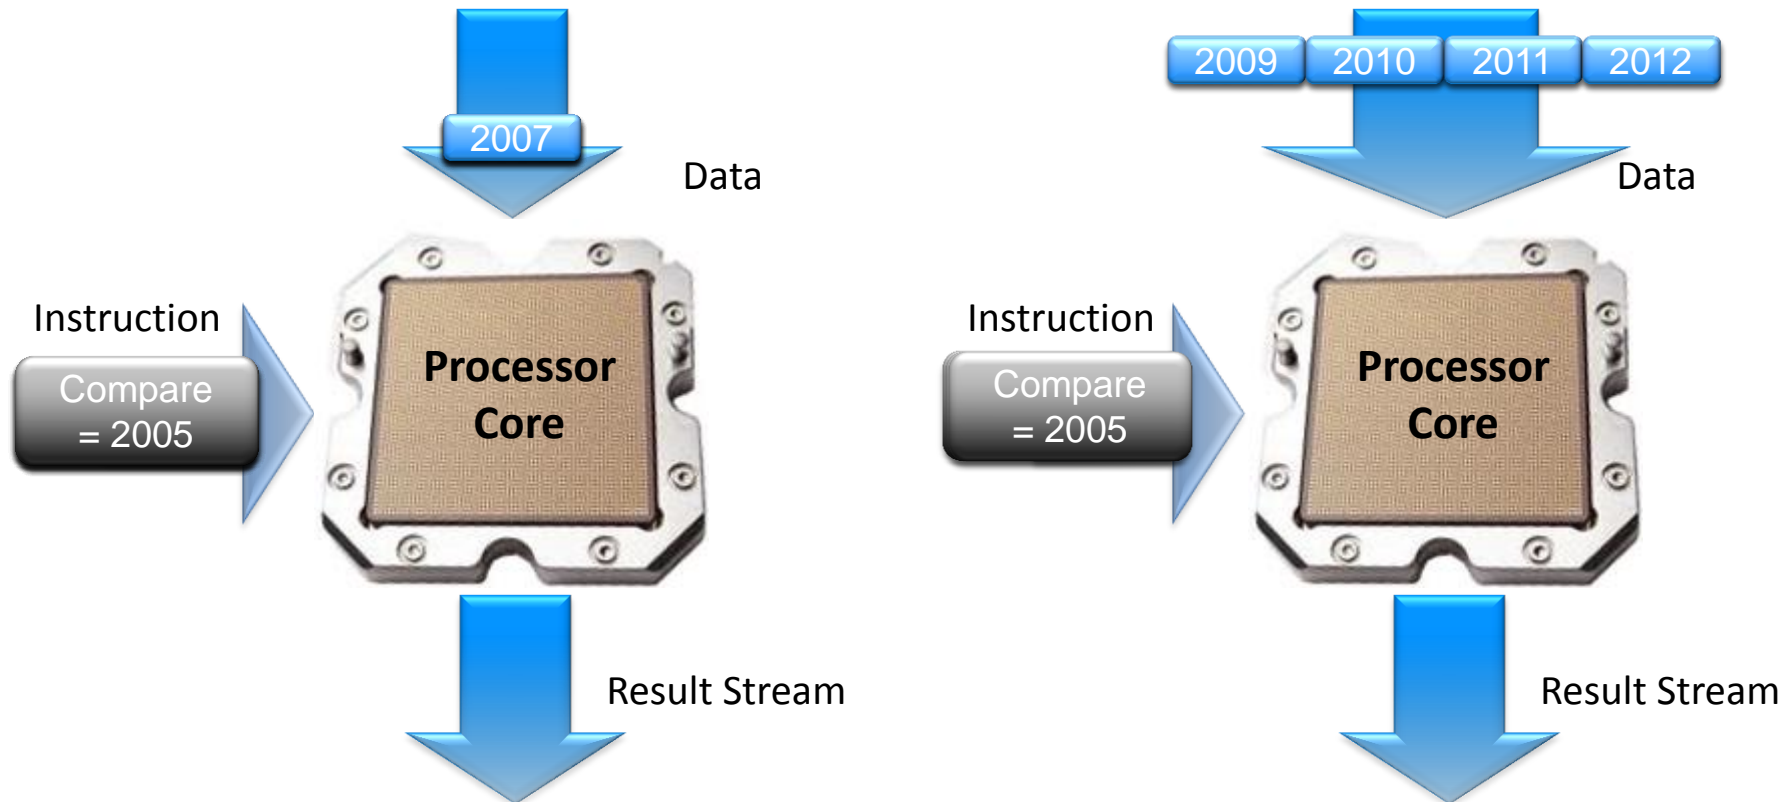 2007
Data
Instruction
Compare
= 2005
Processor
Core
Result Stream
2009 2010 2011 2012
Data
Instruction
Compare
= 2005
Processor
Core
Result Stream